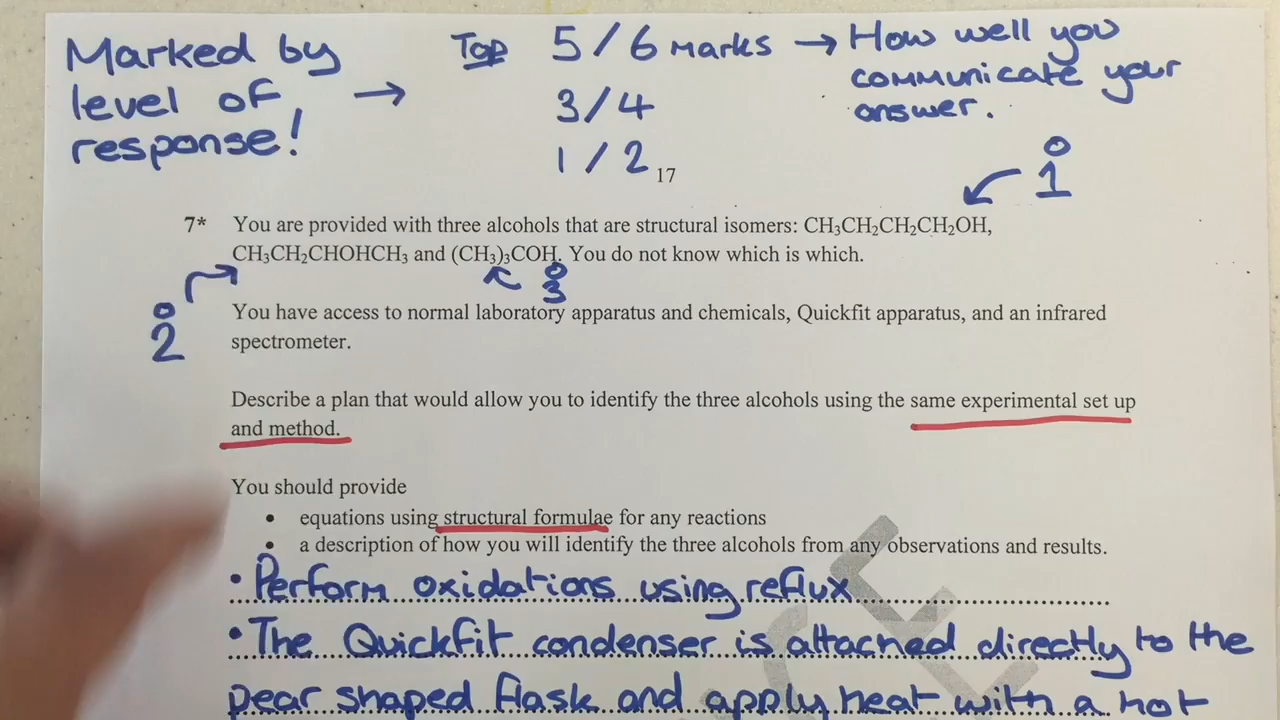 Marked by
level of
response! →
Top 5/6 marks → How well you
communicate your
answer.
3/4
1/2
17
1°
7* You are provided with three alcohols that are structural isomers: CH₃CH₂CH₂CH₂OH,
CH₃CH₂CHOHCH₃ and (CH₃)₃COH. You do not know which is which.
2°
3°
You have access to normal laboratory apparatus and chemicals, Quickfit apparatus, and an infrared
spectrometer.
Describe a plan that would allow you to identify the three alcohols using the same experimental set up
and method.
You should provide
• equations using structural formulae for any reactions
• a description of how you will identify the three alcohols from any observations and results.
• Perform oxidations using reflux
• The Quickfit condenser is attached directly to the
pear shaped flask and apply heat with a hot